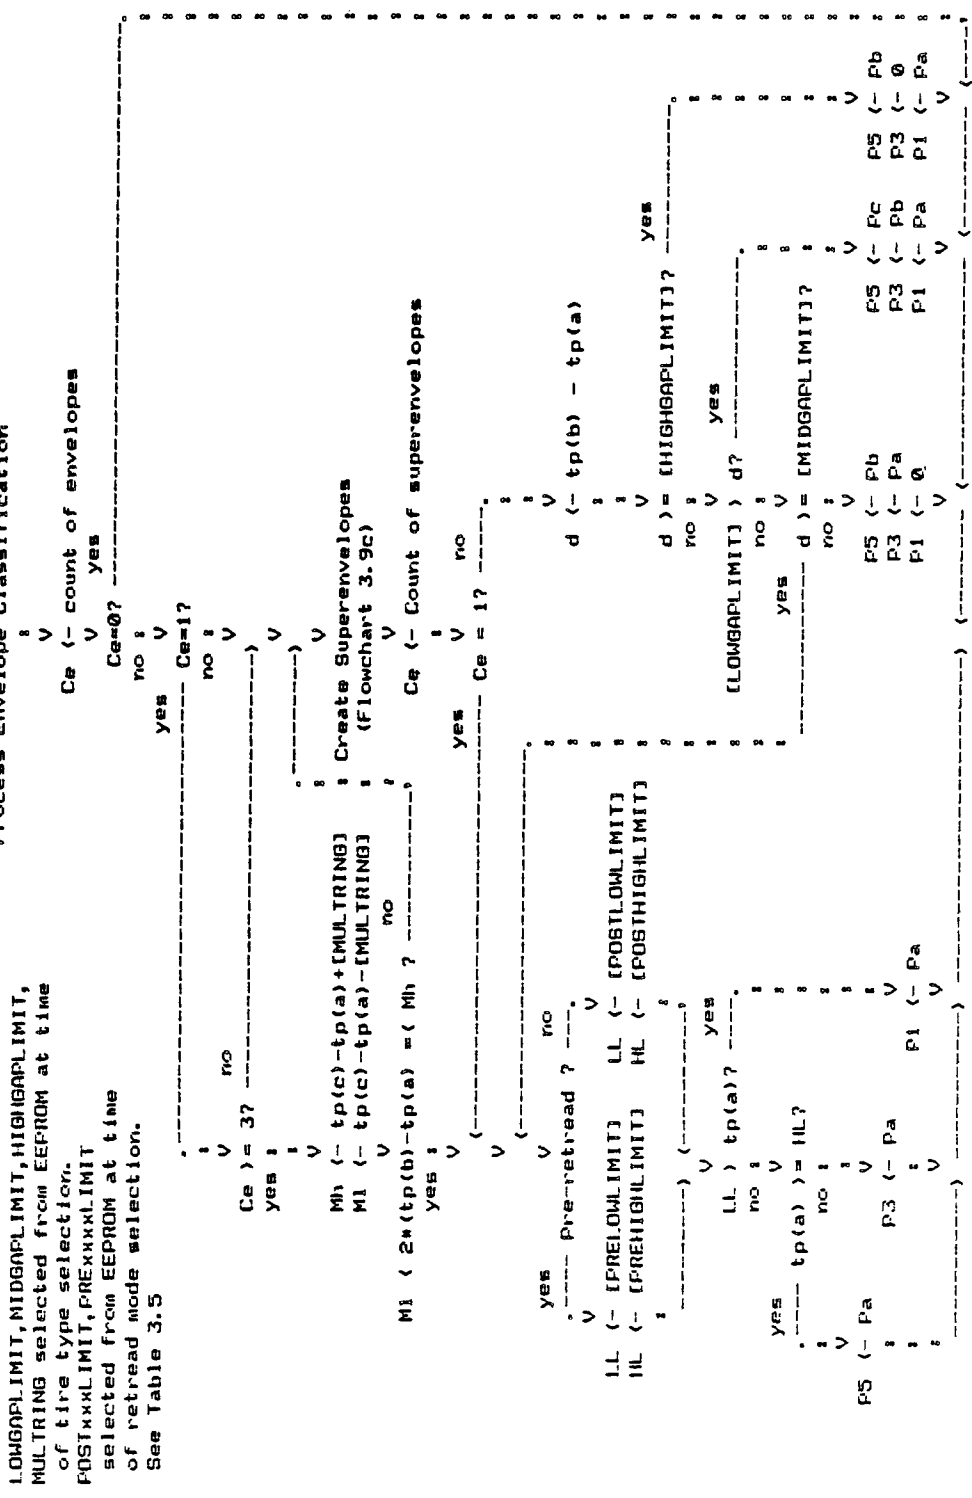 LOWGAPLIMIT,MIDGAPLIMIT,HIGHGAPLIMIT,
MULTRING selected from EEPROM at time
of tire type selection.
POSTxxxLIMIT,PRExxxxLIMIT
selected from EEPROM at time
of retread mode selection.
See Table 3.5
Process Envelope Classification
Ce <- count of envelopes
Ce=0? yes
no
yes Ce=1?
no
Ce >= 3? no
yes
Mh <- tp(c)-tp(a)+[MULTRING]
Ml <- tp(c)-tp(a)-[MULTRING]
Ml < 2*(tp(b)-tp(a) =< Mh ? no
yes
Create Superenvelopes
(Flowchart 3.9c)
Ce <- Count of superenvelopes
yes Ce = 1? no
d <- tp(b) - tp(a)
d >= [HIGHGAPLIMIT]? yes
no
[LOWGAPLIMIT] > d? yes
no
yes d >= [MIDGAPLIMIT]?
no
yes Pre-retread ? no
LL <- [PRELOWLIMIT] LL <- [POSTLOWLIMIT]
HL <- [PREHIGHLIMIT] HL <- [POSTHIGHLIMIT]
LL > tp(a)? yes
no
yes tp(a) >= HL?
no
P5 <- Pa
P3 <- Pa
P1 <- Pa
P5 <- Pb
P3 <- Pa
P1 <- 0
P5 <- Pc
P3 <- Pb
P1 <- Pa
P5 <- Pb
P3 <- 0
P1 <- Pa